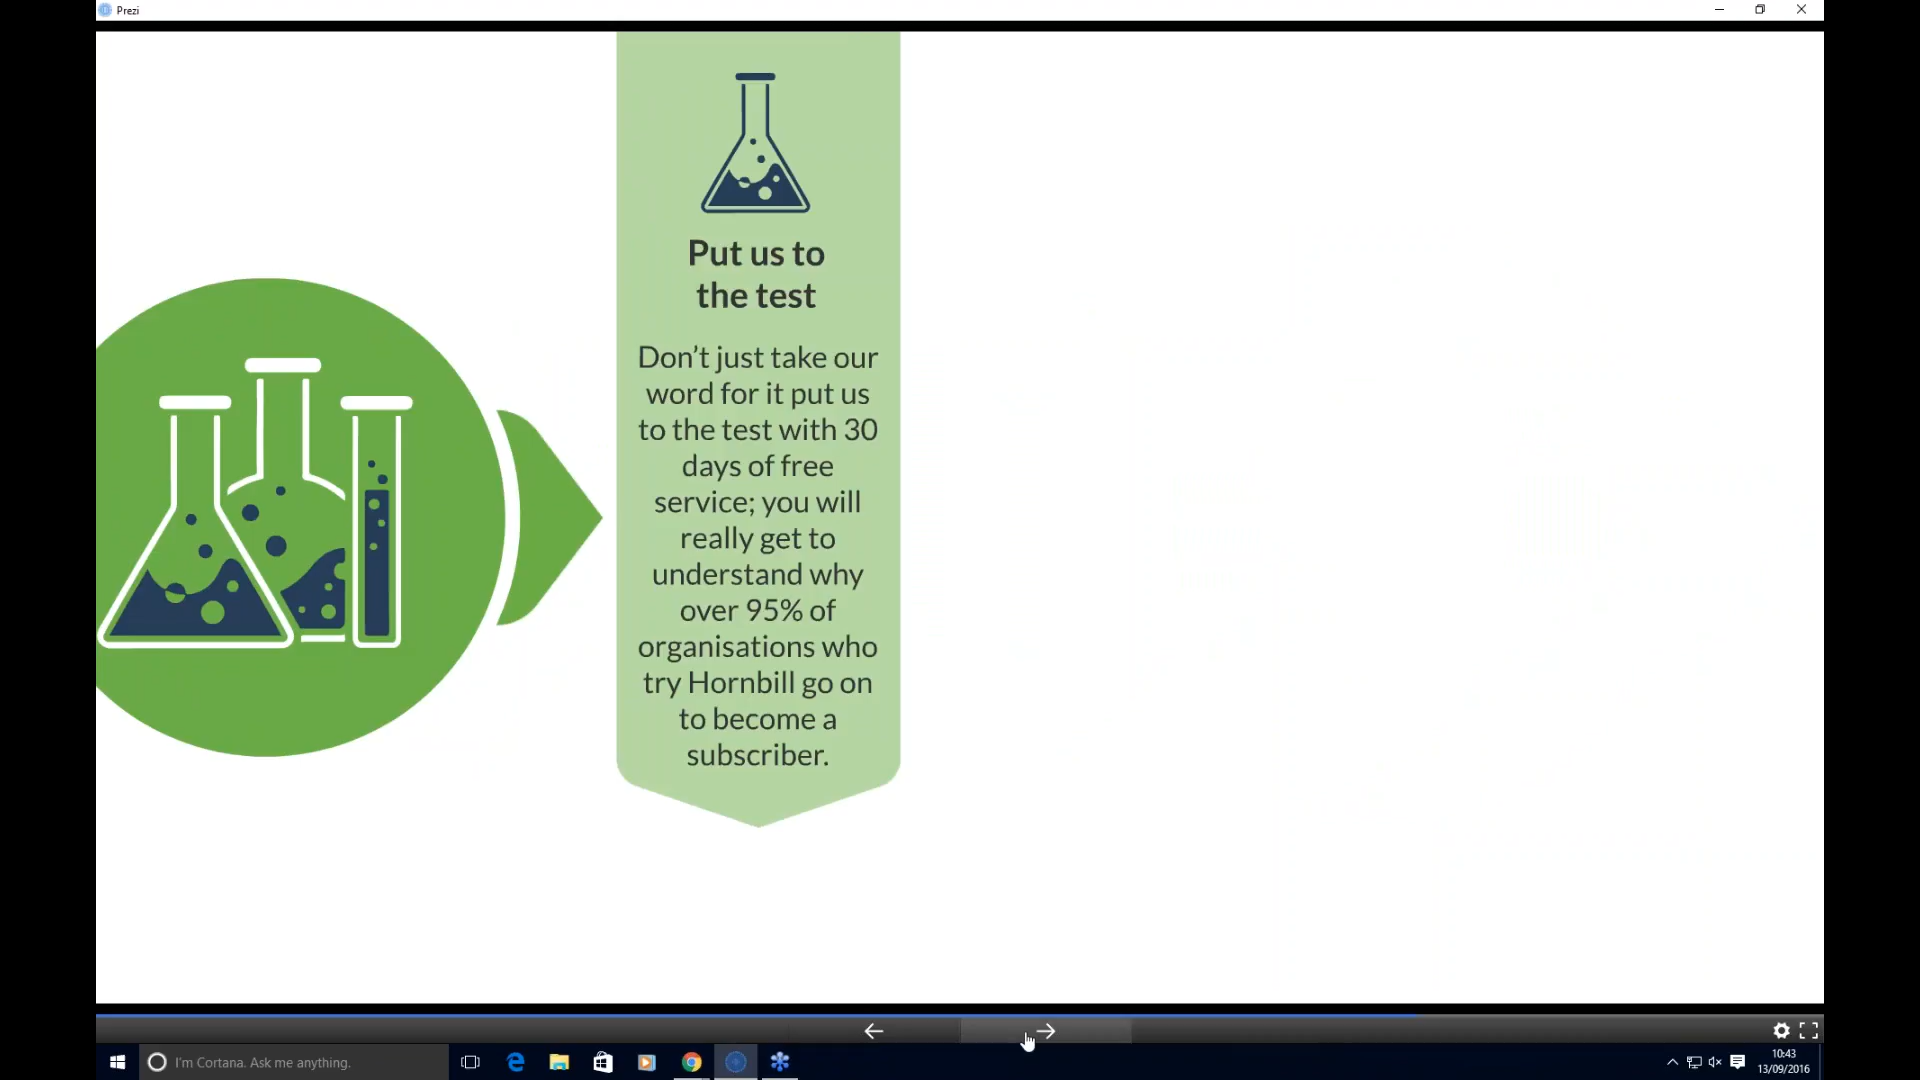 Prezi
Put us to
the test
Don’t just take our
word for it put us
to the test with 30
days of free
service; you will
really get to
understand why
over 95% of
organisations who
try Hornbill go on
to become a
subscriber.
I'm Cortana. Ask me anything.
10:43
13/09/2016